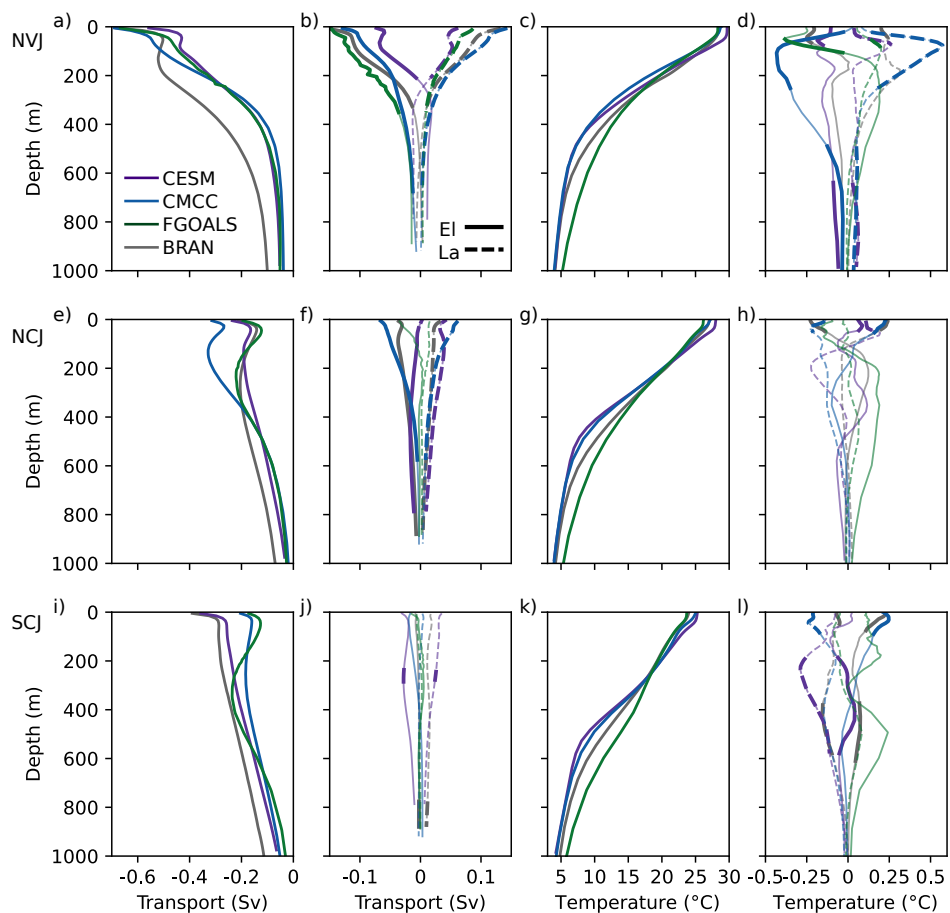 a) b) c) d)
NVJ
0
200
400
600
800
1000
Depth (m)
CESM
CMCC
FGOALS
BRAN
El
La
e) f) g) h)
NCJ
0
200
400
600
800
1000
Depth (m)
i) j) k) l)
SCJ
0
200
400
600
800
1000
Depth (m)
-0.6 -0.4 -0.2 0 -0.1 0 0.1 5 10 15 20 25 30 -0.5 -0.25 0 0.25 0.5
Transport (Sv) Transport (Sv) Temperature (°C) Temperature (°C)